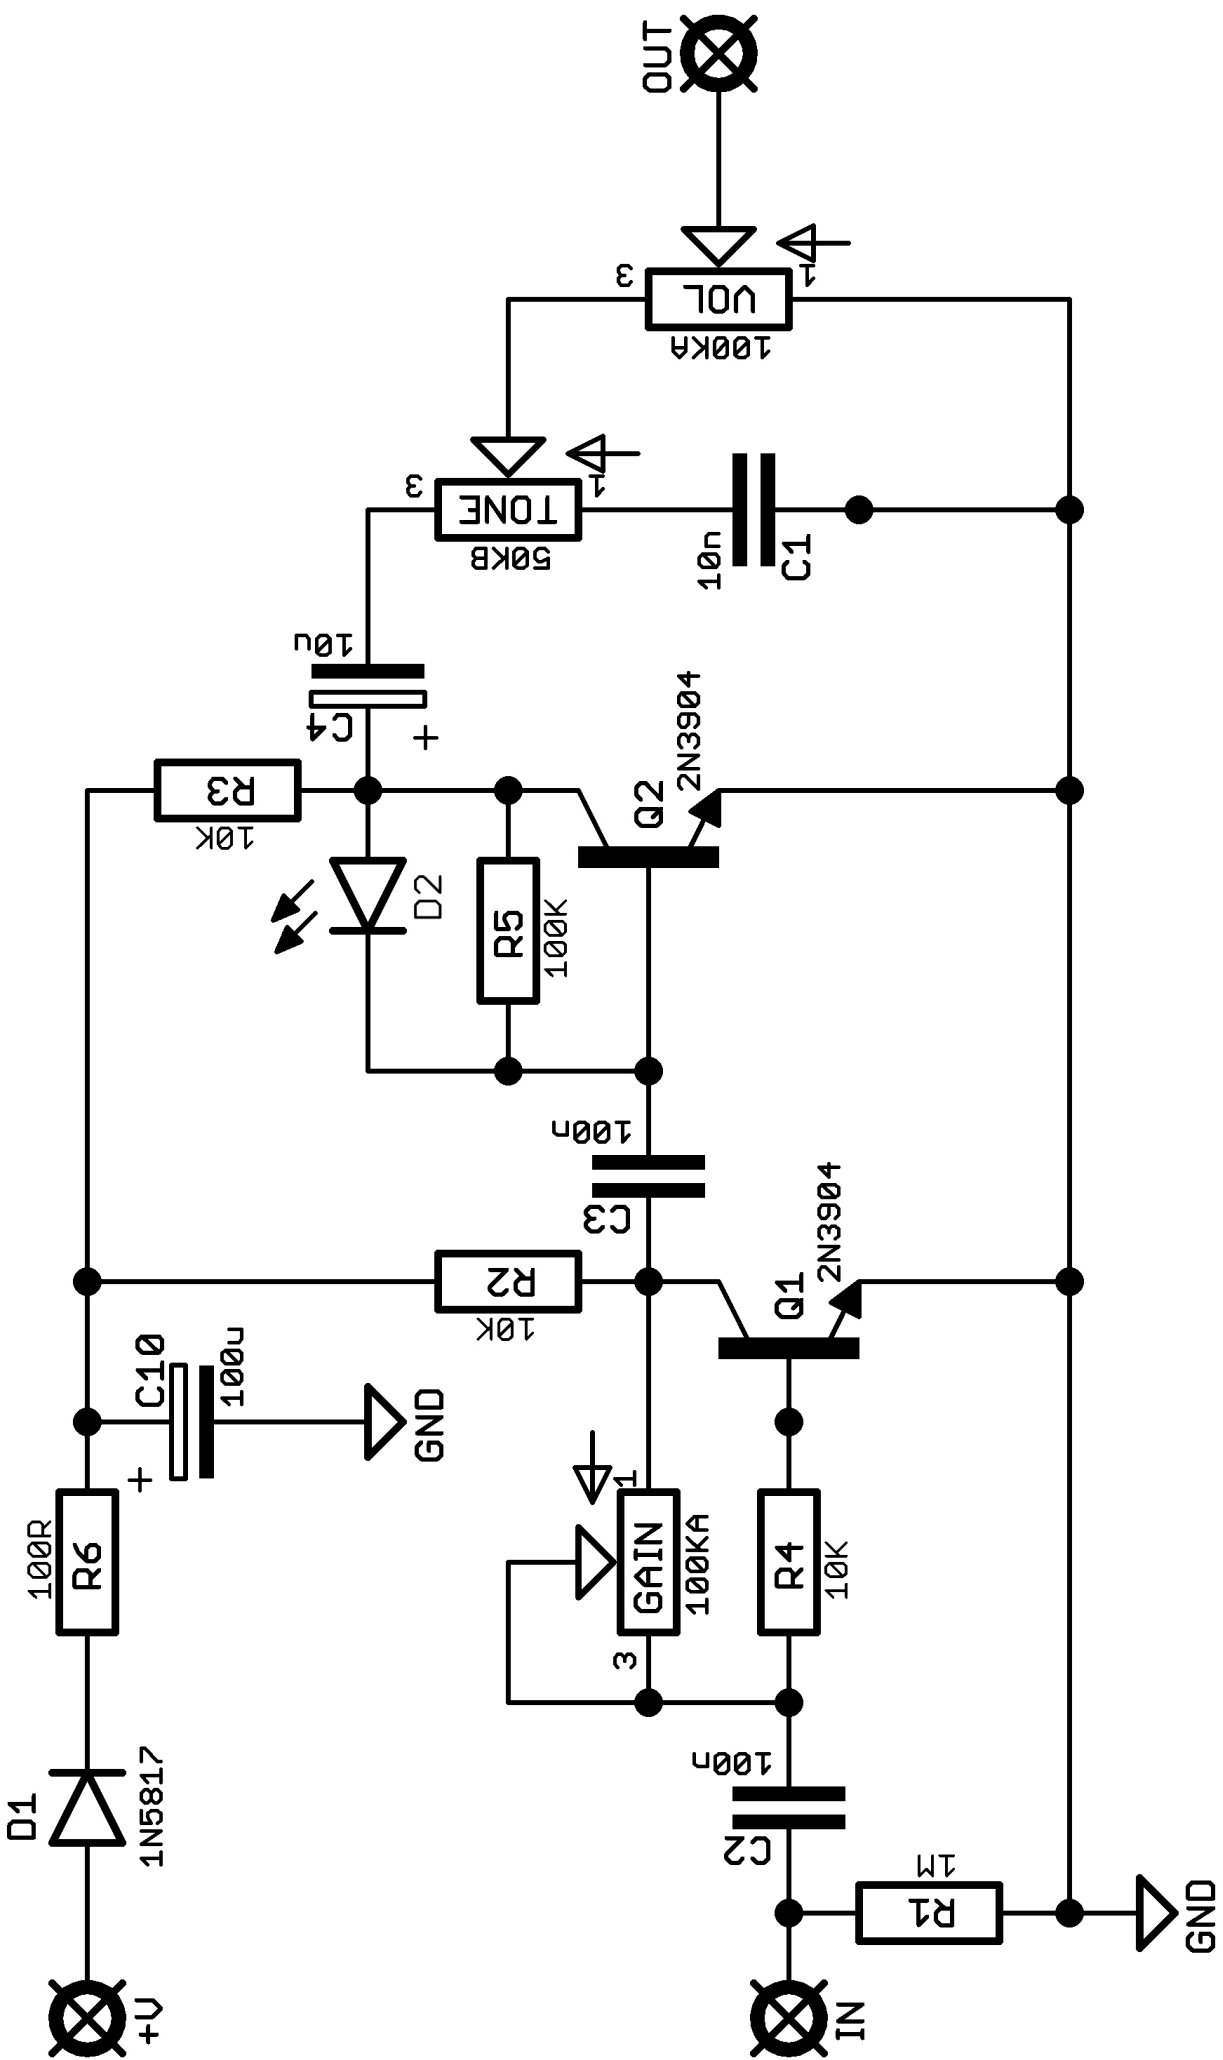 OUT
3
VOL
1
100KA
3
TONE
1
50KB
10n
C1
10u
C4
+
R3
10K
D2
R5
100K
Q2
2N3904
100n
C3
R2
10K
Q1
2N3904
C10
100u
+
GND
100R
R6
1
GAIN
100KA
3
R4
10K
D1
1N5817
100n
C2
1M
R1
GND
+V
IN